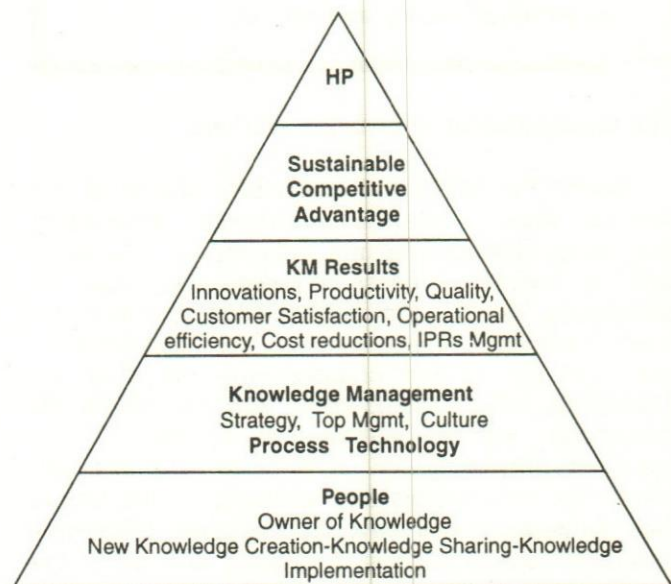 HP
Sustainable
Competitive
Advantage
KM Results
Innovations, Productivity, Quality,
Customer Satisfaction, Operational
efficiency, Cost reductions, IPRs Mgmt
Knowledge Management
Strategy, Top Mgmt, Culture
Process Technology
People
Owner of Knowledge
New Knowledge Creation-Knowledge Sharing-Knowledge
Implementation